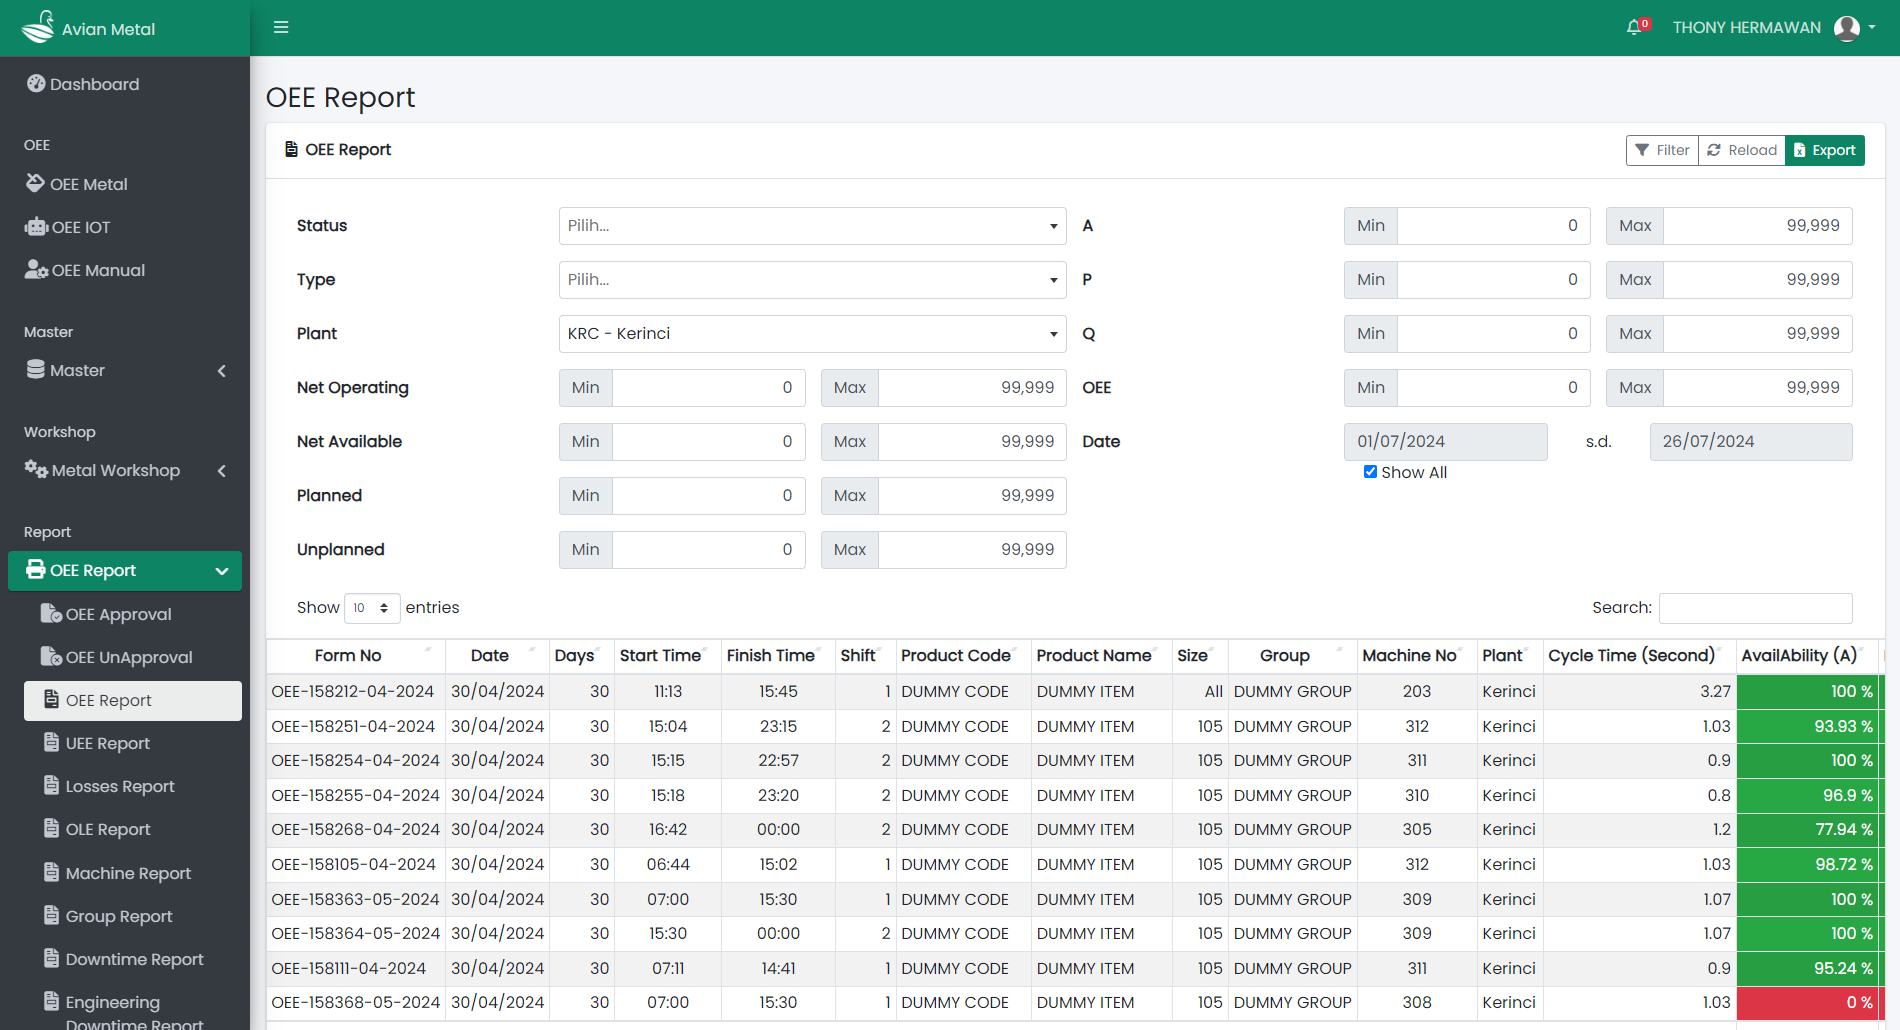 Avian Metal
0
THONY HERMAWAN
Dashboard
OEE
OEE Metal
OEE IOT
OEE Manual
Master
Master
Workshop
Metal Workshop
Report
OEE Report
OEE Approval
OEE UnApproval
OEE Report
UEE Report
Losses Report
OLE Report
Machine Report
Group Report
Downtime Report
Engineering
Downtime Report
OEE Report
OEE Report
Filter Reload Export
Status Pilih... A Min 0 Max 99,999
Type Pilih... P Min 0 Max 99,999
Plant KRC - Kerinci Q Min 0 Max 99,999
Net Operating Min 0 Max 99,999 OEE Min 0 Max 99,999
Net Available Min 0 Max 99,999 Date 01/07/2024 s.d. 26/07/2024
Show All
Planned Min 0 Max 99,999
Unplanned Min 0 Max 99,999
Show 10 entries Search:
Form No Date Days Start Time Finish Time Shift Product Code Product Name Size Group Machine No Plant Cycle Time (Second) AvailAbility (A)
OEE-158212-04-2024 30/04/2024 30 11:13 15:45 1 DUMMY CODE DUMMY ITEM All DUMMY GROUP 203 Kerinci 3.27 100 %
OEE-158251-04-2024 30/04/2024 30 15:04 23:15 2 DUMMY CODE DUMMY ITEM 105 DUMMY GROUP 312 Kerinci 1.03 93.93 %
OEE-158254-04-2024 30/04/2024 30 15:15 22:57 2 DUMMY CODE DUMMY ITEM 105 DUMMY GROUP 311 Kerinci 0.9 100 %
OEE-158255-04-2024 30/04/2024 30 15:18 23:20 2 DUMMY CODE DUMMY ITEM 105 DUMMY GROUP 310 Kerinci 0.8 96.9 %
OEE-158268-04-2024 30/04/2024 30 16:42 00:00 2 DUMMY CODE DUMMY ITEM 105 DUMMY GROUP 305 Kerinci 1.2 77.94 %
OEE-158105-04-2024 30/04/2024 30 06:44 15:02 1 DUMMY CODE DUMMY ITEM 105 DUMMY GROUP 312 Kerinci 1.03 98.72 %
OEE-158363-05-2024 30/04/2024 30 07:00 15:30 1 DUMMY CODE DUMMY ITEM 105 DUMMY GROUP 309 Kerinci 1.07 100 %
OEE-158364-05-2024 30/04/2024 30 15:30 00:00 2 DUMMY CODE DUMMY ITEM 105 DUMMY GROUP 309 Kerinci 1.07 100 %
OEE-158111-04-2024 30/04/2024 30 07:11 14:41 1 DUMMY CODE DUMMY ITEM 105 DUMMY GROUP 311 Kerinci 0.9 95.24 %
OEE-158368-05-2024 30/04/2024 30 07:00 15:30 1 DUMMY CODE DUMMY ITEM 105 DUMMY GROUP 308 Kerinci 1.03 0 %